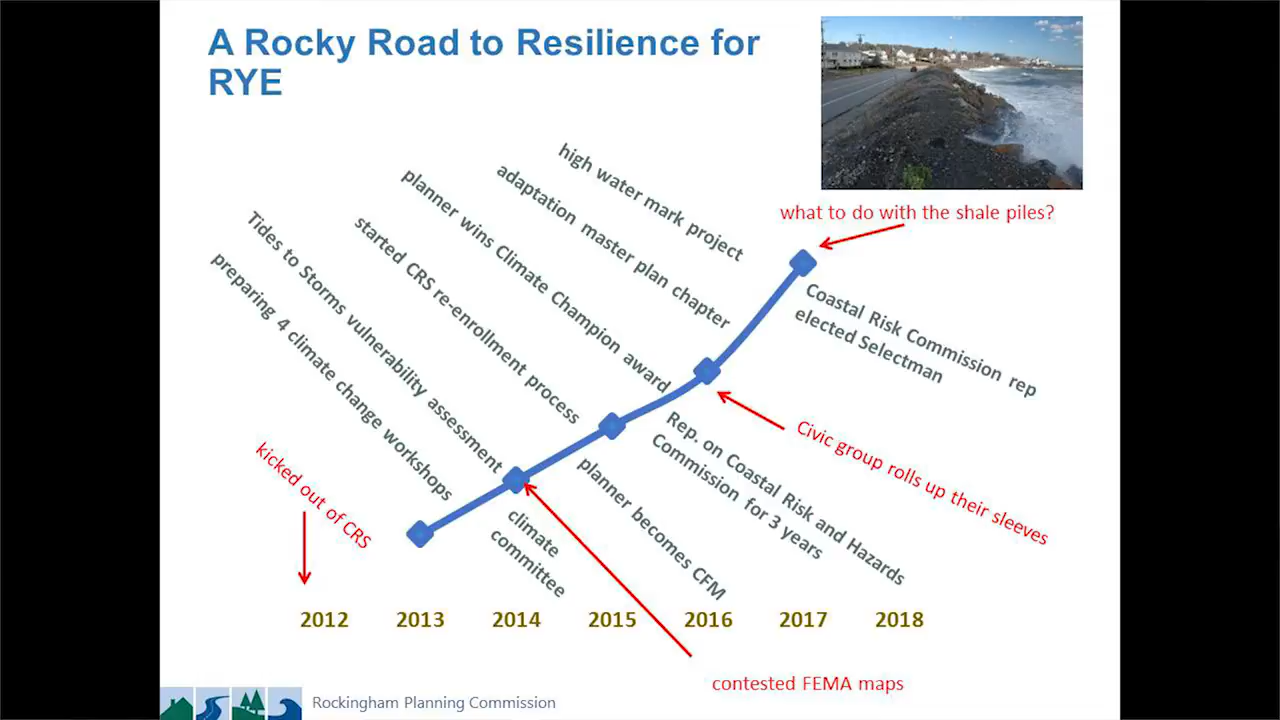 A Rocky Road to Resilience for
RYE
high water mark project
adaptation master plan chapter
planner wins Climate Champion award
started CRS re-enrollment process
Tides to Storms vulnerability assessment
preparing 4 climate change workshops
what to do with the shale piles?
Coastal Risk Commission rep
elected Selectman
Civic group rolls up their sleeves
Rep. on Coastal Risk and Hazards
Commission for 3 years
planner becomes CFM
climate
committee
kicked out of CRS
2012 2013 2014 2015 2016 2017 2018
contested FEMA maps
Rockingham Planning Commission